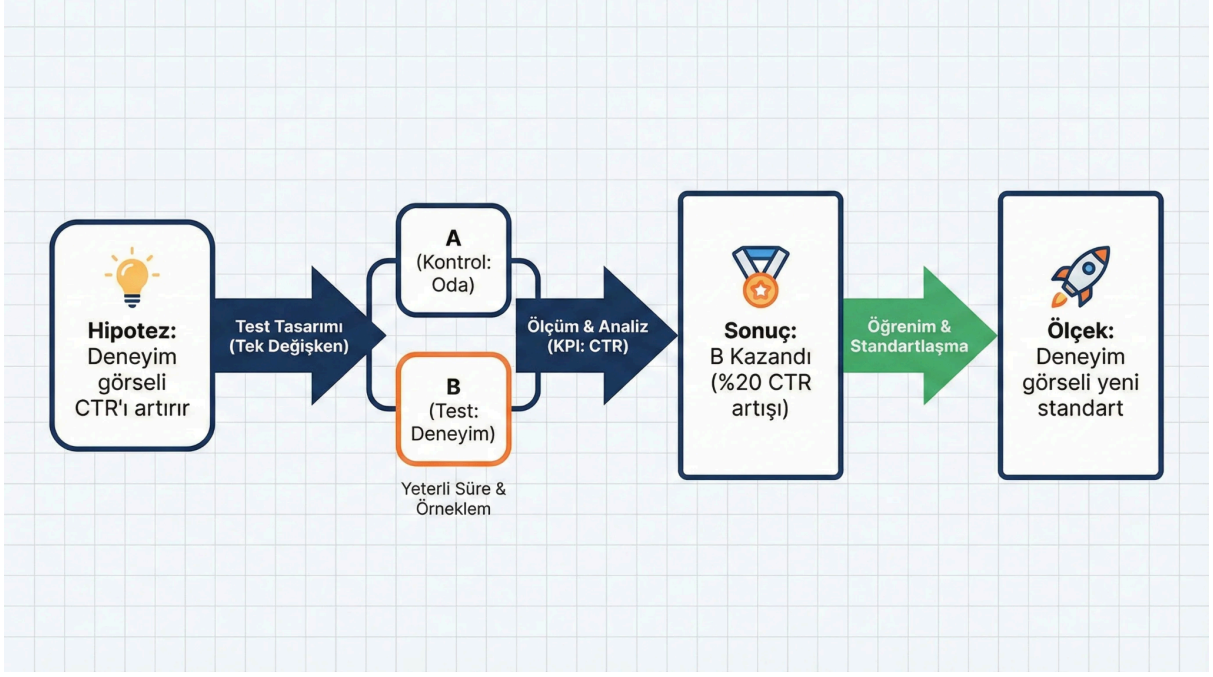 Hipotez:
Deneyim
görseli
CTR'ı artırır
Test Tasarımı
(Tek Değişken)
A
(Kontrol:
Oda)
B
(Test:
Deneyim)
Yeterli Süre &
Örneklem
Ölçüm & Analiz
(KPI: CTR)
Sonuç:
B Kazandı
(%20 CTR
artışı)
Öğrenim &
Standartlaşma
Ölçek:
Deneyim
görseli yeni
standart